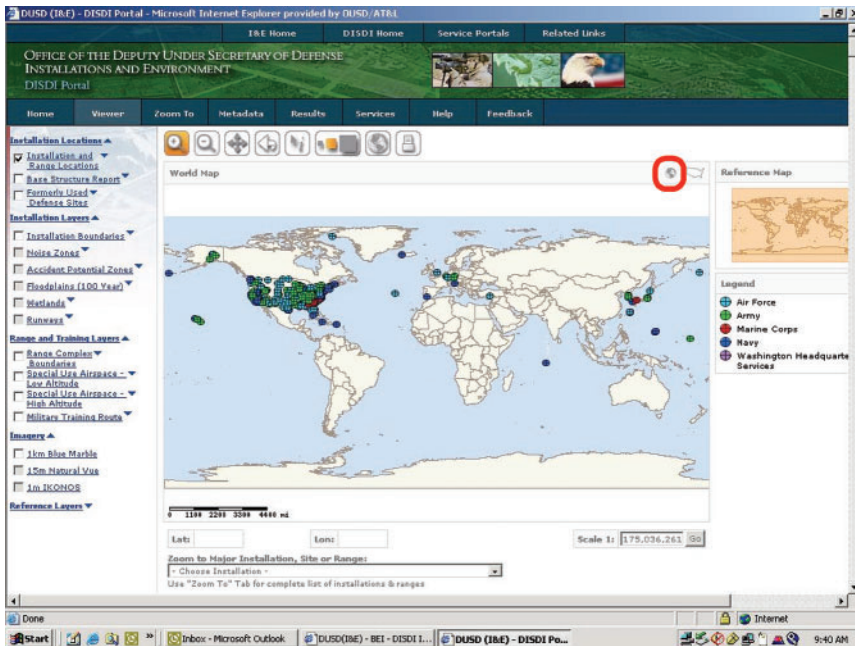 DUSD (I&E) - DISDI Portal - Microsoft Internet Explorer provided by OUSD/AT&L
I&E Home DISDI Home Service Portals Related Links
OFFICE OF THE DEPUTY UNDER SECRETARY OF DEFENSE
INSTALLATIONS AND ENVIRONMENT
DISDI Portal
Home Viewer Zoom To Metadata Results Services Help Feedback
Installation Locations
Installation and
Range Locations
Base Structure Report
Formerly Used
Defense Sites
Installation Layers
Installation Boundaries
Noise Zones
Accident Potential Zones
Floodplains (100 Year)
Wetlands
Runways
Range and Training Layers
Range Complex
Boundaries
Special Use Airspace -
Low Altitude
Special Use Airspace -
High Altitude
Military Training Route
Imagery
1km Blue Marble
15m Natural Vue
1m IKONOS
Reference Layers
World Map
0 1100 2200 3300 4400 mi
Lat: Lon: Scale 1: 175,036,261 Go
Zoom to Major Installation, Site or Range:
- Choose Installation -
Use "Zoom To" Tab for complete list of installations & ranges
Reference Map
Legend
Air Force
Army
Marine Corps
Navy
Washington Headquarte
Services
Done Internet
Start Inbox - Microsoft Outlook DUSD(I&E) - BEI - DISDI I... DUSD (I&E) - DISDI Po... 9:40 AM